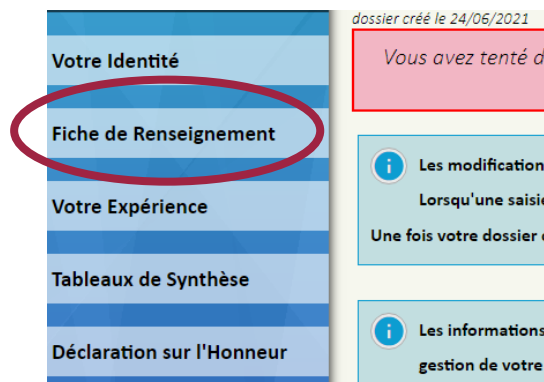 dossier créé le 24/06/2021
Votre Identité
Vous avez tenté d
Fiche de Renseignement
Les modification
Lorsqu'une saisie
Votre Expérience
Une fois votre dossier
Tableaux de Synthèse
Les informations
Déclaration sur l'Honneur
gestion de votre